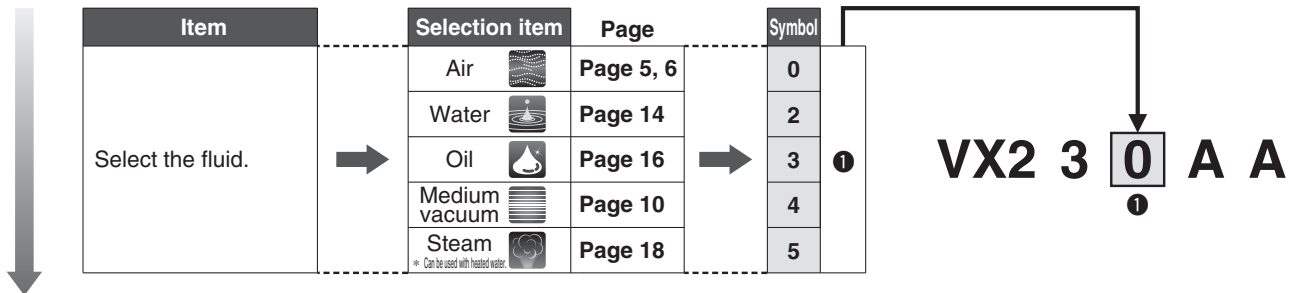 Item Selection item Page Symbol
Select the fluid.
Air Page 5, 6 0
Water Page 14 2
Oil Page 16 3 ❶
Medium
vacuum Page 10 4
Steam Page 18 5
* Can be used with heated water.
VX2 3 0 A A
❶